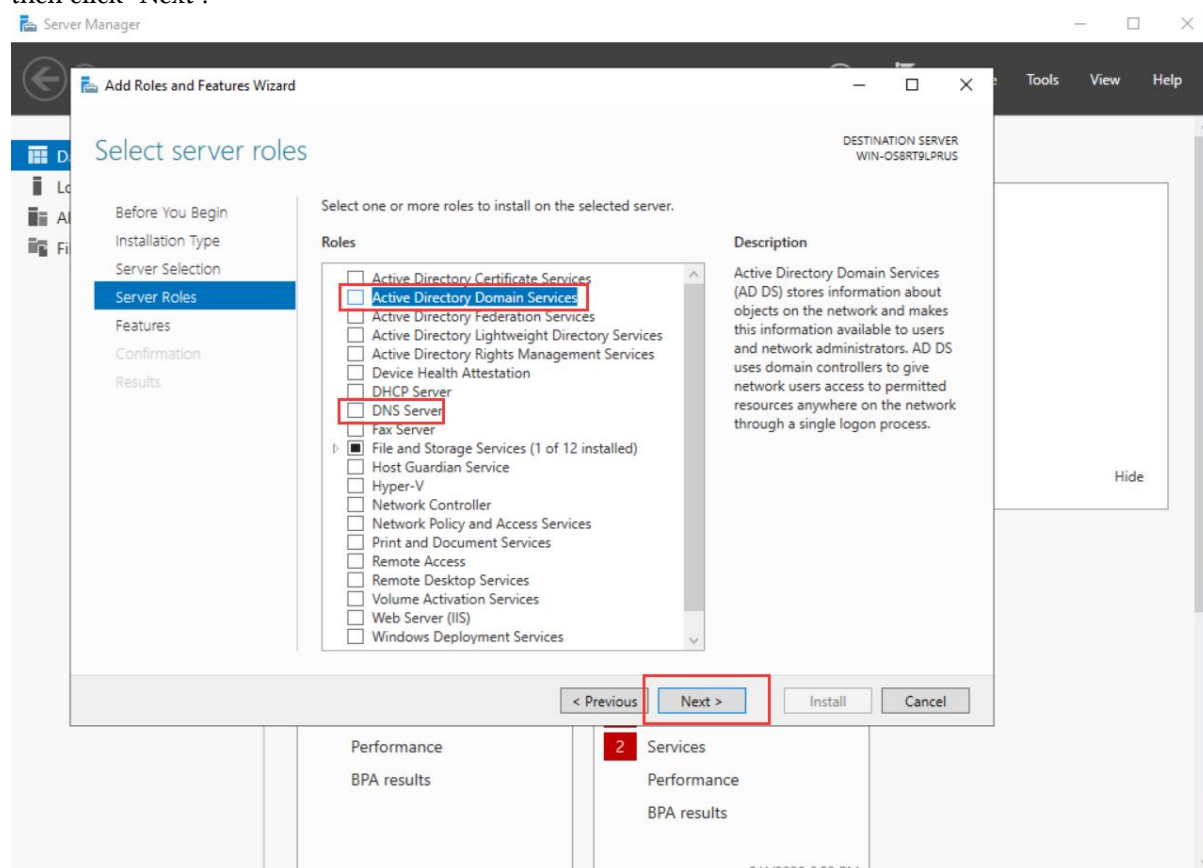 then click "Next".
Server Manager
Tools View Help
Add Roles and Features Wizard
Select server roles
DESTINATION SERVER
WIN-OS8RT9LPRUS
Before You Begin
Installation Type
Server Selection
Server Roles
Features
Confirmation
Results
Select one or more roles to install on the selected server.
Roles
Active Directory Certificate Services
Active Directory Domain Services
Active Directory Federation Services
Active Directory Lightweight Directory Services
Active Directory Rights Management Services
Device Health Attestation
DHCP Server
DNS Server
Fax Server
File and Storage Services (1 of 12 installed)
Host Guardian Service
Hyper-V
Network Controller
Network Policy and Access Services
Print and Document Services
Remote Access
Remote Desktop Services
Volume Activation Services
Web Server (IIS)
Windows Deployment Services
Description
Active Directory Domain Services
(AD DS) stores information about
objects on the network and makes
this information available to users
and network administrators. AD DS
uses domain controllers to give
network users access to permitted
resources anywhere on the network
through a single logon process.
Hide
< Previous Next > Install Cancel
Performance
BPA results
2 Services
Performance
BPA results